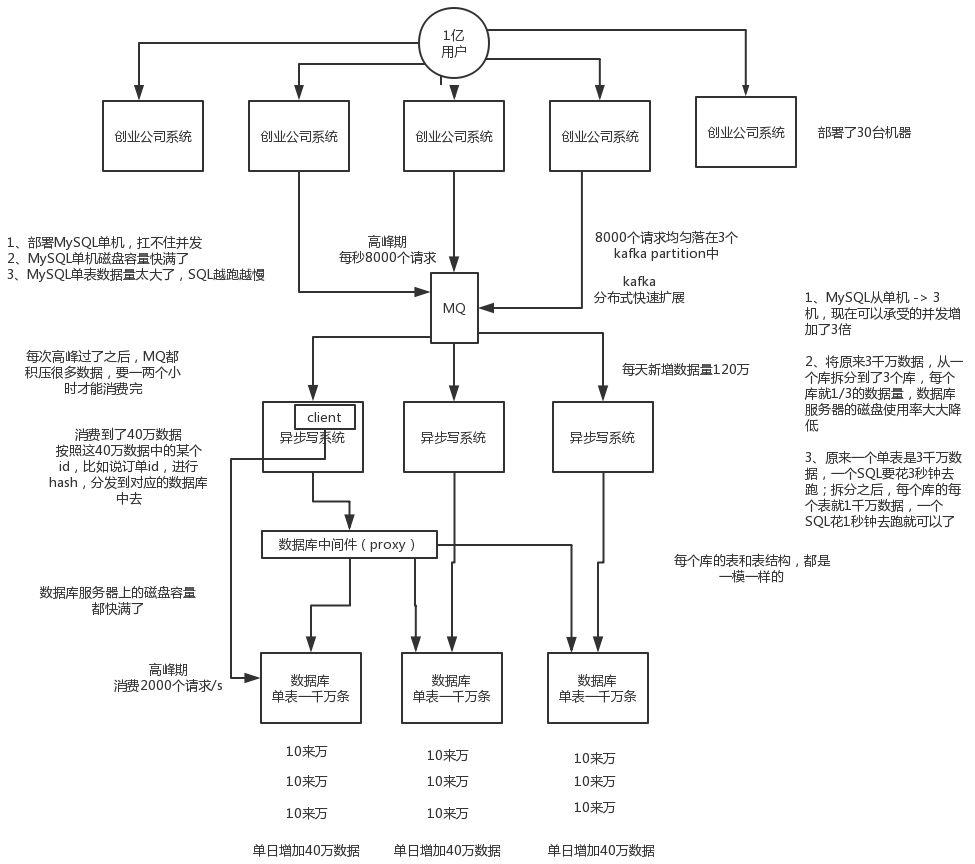 1亿
用户
创业公司系统
创业公司系统
创业公司系统
创业公司系统
创业公司系统
部署了30台机器
1、部署MySQL单机，扛不住并发
2、MySQL单机磁盘容量快满了
3、MySQL单表数据量太大了，SQL越跑越慢
高峰期
每秒8000个请求
8000个请求均匀落在3个
kafka partition中
kafka
分布式快速扩展
MQ
1、MySQL从单机 -> 3
机，现在可以承受的并发增
加了3倍
2、将原来3千万数据，从一
个库拆分到了3个库，每个
库就1/3的数据量，数据库
服务器的磁盘使用率大大降
低
3、原来一个单表是3千万数
据，一个SQL要花3秒钟去
跑；拆分之后，每个库的每
个表就1千万数据，一个
SQL花1秒钟去跑就可以了
每次高峰过了之后，MQ都
积压很多数据，要一两个小
时才能消费完
每天新增数据量120万
client
异步写系统
异步写系统
异步写系统
消费到了40万数据
按照这40万数据中的某个
id，比如说订单id，进行
hash，分发到对应的数据库
中去
数据库中间件（proxy）
每个库的表和表结构，都是
一模一样的
数据库服务器上的磁盘容量
都快满了
高峰期
消费2000个请求/s
数据库
单表一千万条
数据库
单表一千万条
数据库
单表一千万条
10来万
10来万
10来万
10来万
10来万
10来万
10来万
10来万
10来万
单日增加40万数据
单日增加40万数据
单日增加40万数据